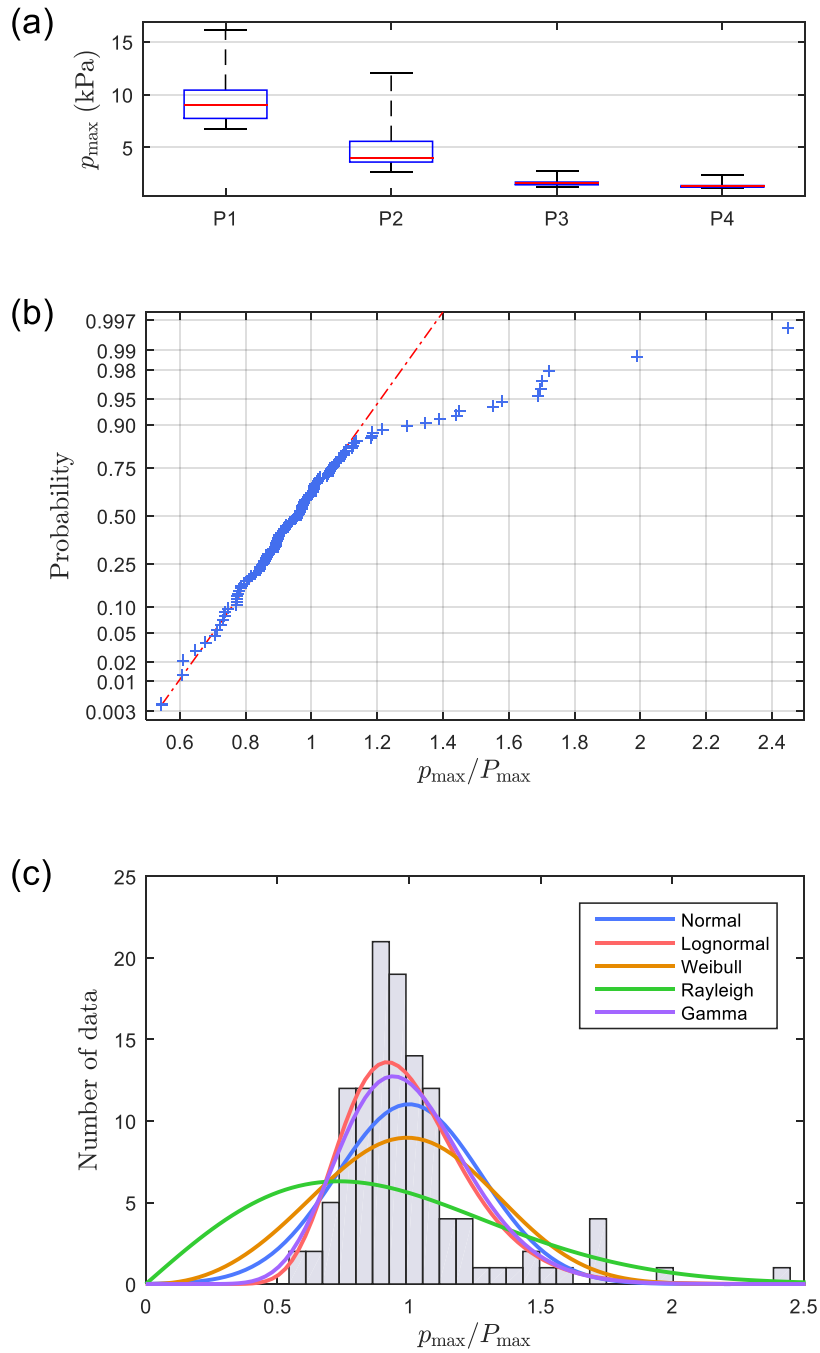 (a)
15
10
5
p_max (kPa)
P1 P2 P3 P4
(b)
0.997
0.99
0.98
0.95
0.90
0.75
0.50
0.25
0.10
0.05
0.02
0.01
0.003
Probability
0.6 0.8 1 1.2 1.4 1.6 1.8 2 2.2 2.4
p_max/P_max
(c)
25
20
15
10
5
0
Number of data
Normal
Lognormal
Weibull
Rayleigh
Gamma
0 0.5 1 1.5 2 2.5
p_max/P_max